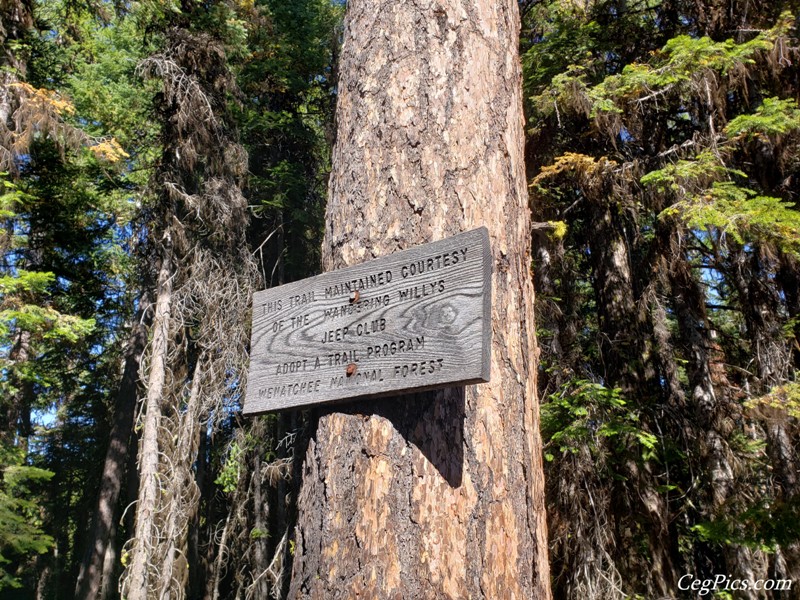 THIS TRAIL MAINTAINED COURTESY
OF THE WANDERING WILLYS
JEEP CLUB
ADOPT A TRAIL PROGRAM
WENATCHEE NATIONAL FOREST
CegPics.com